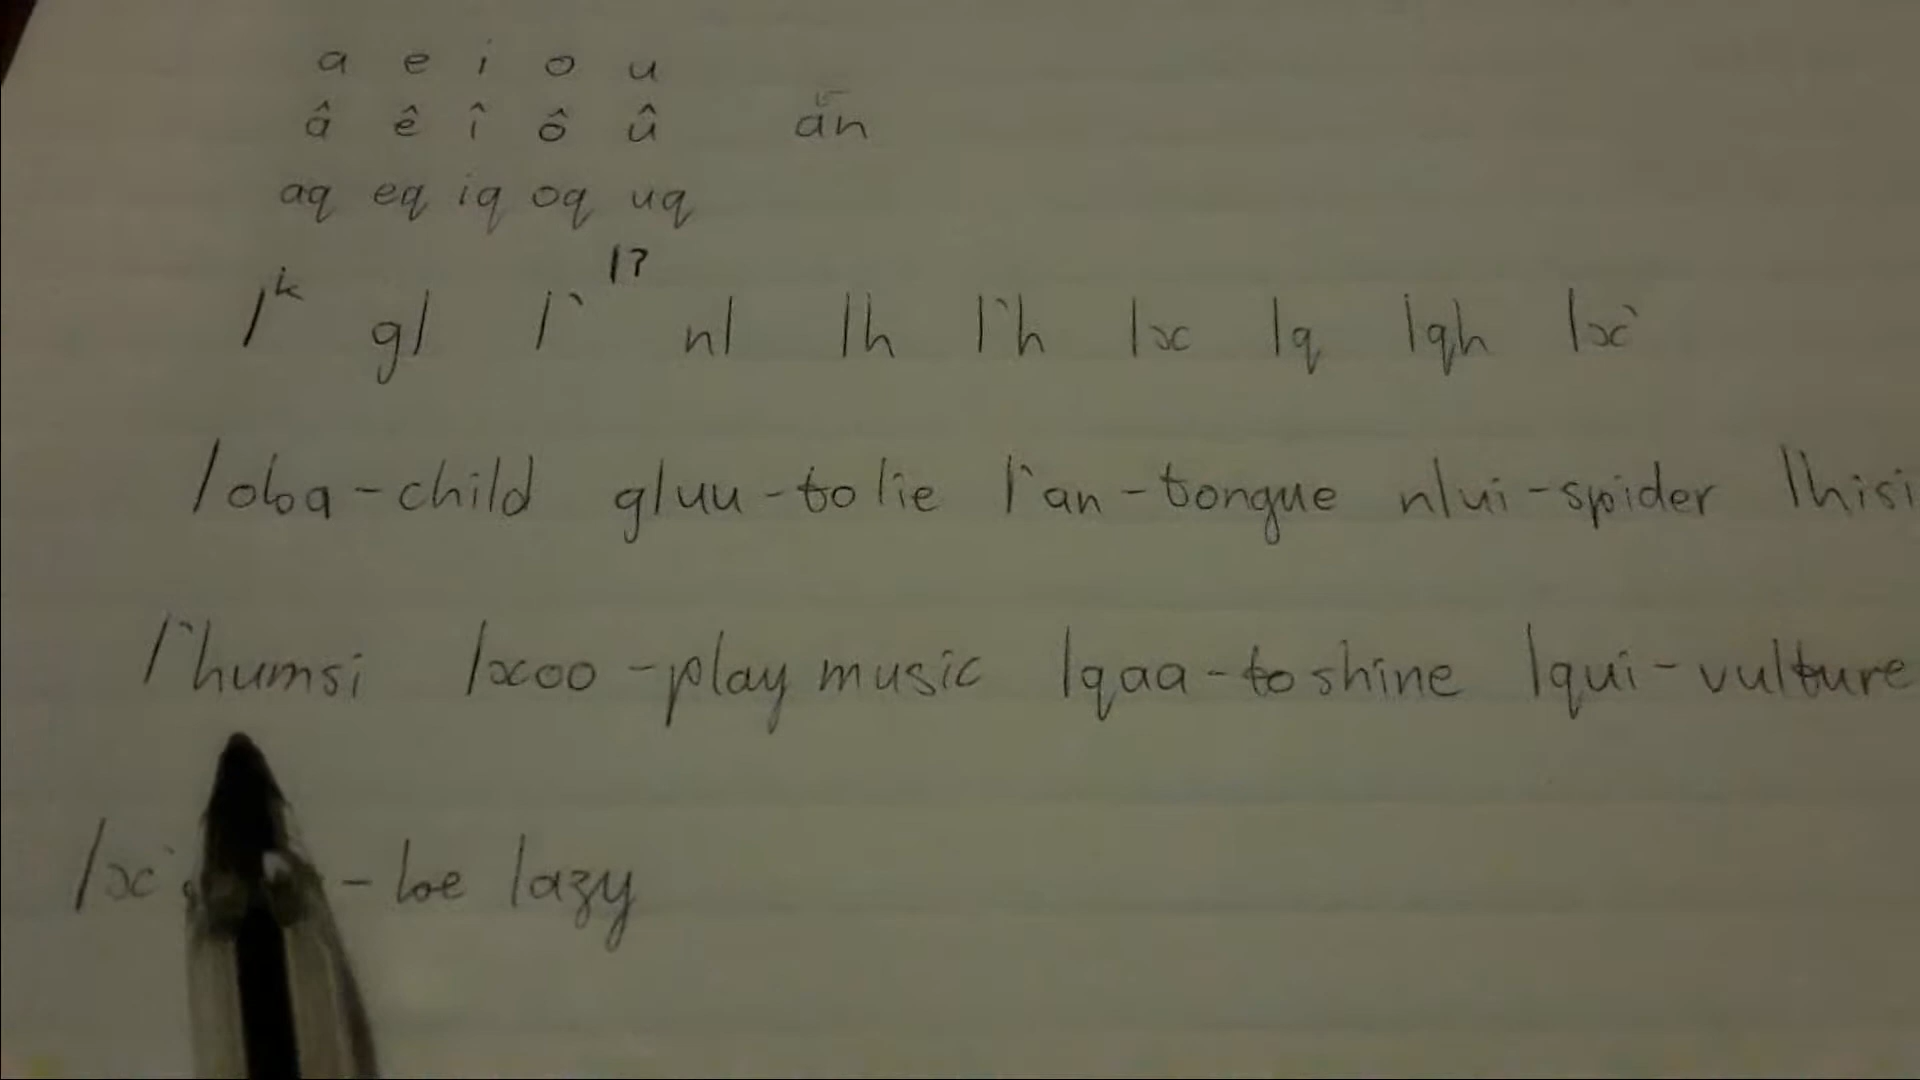 a e i o u
â ê î ô û ân
aq eq iq oq uq
|ʔ
|ᵏ g| |' n| |h |'h |x |q |qh |x'
|oba - child g|uu - to lie |'an - tongue n|ui - spider |hisi
|'humsi |xoo - play music |qaa - to shine |qui - vulture
- be lazy